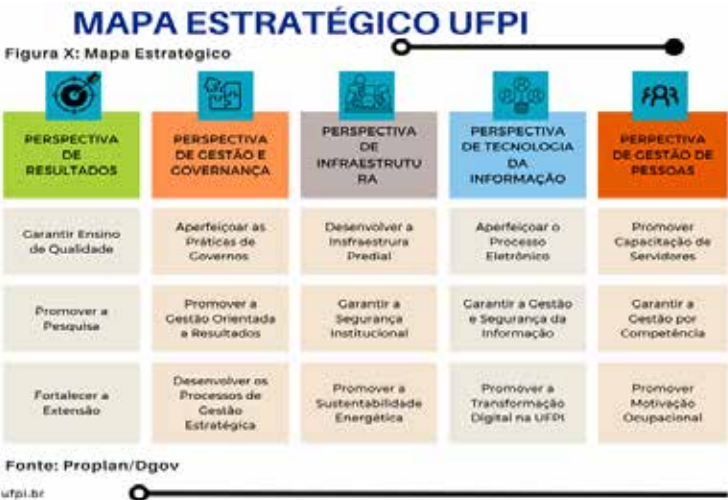 MAPA ESTRATÉGICO UFPI
Figura X: Mapa Estratégico
PERSPECTIVA
DE
RESULTADOS
PERSPECTIVA
DE GESTÃO E
GOVERNANÇA
PERSPECTIVA
DE
INFRAESTRUTU
RA
PERSPECTIVA
DE TECNOLOGIA
DA
INFORMAÇÃO
PERPECTIVA
DE GESTÃO DE
PESSOAS
Garantir Ensino
de Qualidade
Aperfeiçoar as
Práticas de
Governos
Desenvolver a
Insfraestrura
Predial
Aperfeiçoar o
Processo
Eletrônico
Promover
Capacitação de
Servidores
Promover a
Pesquisa
Promover a
Gestão Orientada
a Resultados
Garantir a
Segurança
Institucional
Garantir a Gestão
e Segurança da
Informação
Garantir a
Gestão por
Competência
Fortalecer a
Extensão
Desenvolver os
Processos de
Gestão
Estratégica
Promover a
Sustentabilidade
Energética
Promover a
Transformação
Digital na UFPI
Promover
Motivação
Ocupacional
Fonte: Proplan/Dgov
ufpi.br